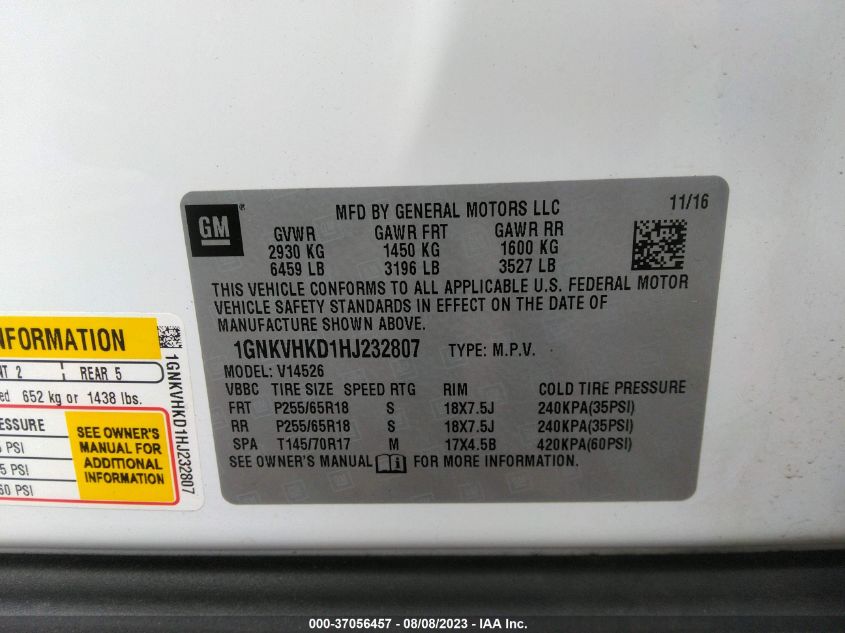 GM
MFD BY GENERAL MOTORS LLC
11/16
GVWR GAWR FRT GAWR RR
2930 KG 1450 KG 1600 KG
6459 LB 3196 LB 3527 LB
THIS VEHICLE CONFORMS TO ALL APPLICABLE U.S. FEDERAL MOTOR
VEHICLE SAFETY STANDARDS IN EFFECT ON THE DATE OF
MANUFACTURE SHOWN ABOVE.
1GNKVHKD1HJ232807 TYPE: M.P.V.
MODEL: V14526
VBBC TIRE SIZE SPEED RTG RIM COLD TIRE PRESSURE
FRT P255/65R18 S 18X7.5J 240KPA(35PSI)
RR P255/65R18 S 18X7.5J 240KPA(35PSI)
SPA T145/70R17 M 17X4.5B 420KPA(60PSI)
SEE OWNER'S MANUAL FOR MORE INFORMATION.
NFORMATION
2 REAR 5
652 kg or 1438 lbs.
ESSURE
PSI
5 PSI
60 PSI
SEE OWNER'S
MANUAL FOR
ADDITIONAL
INFORMATION
1GNKVHKD1HJ232807
000-37056457 - 08/08/2023 - IAA Inc.